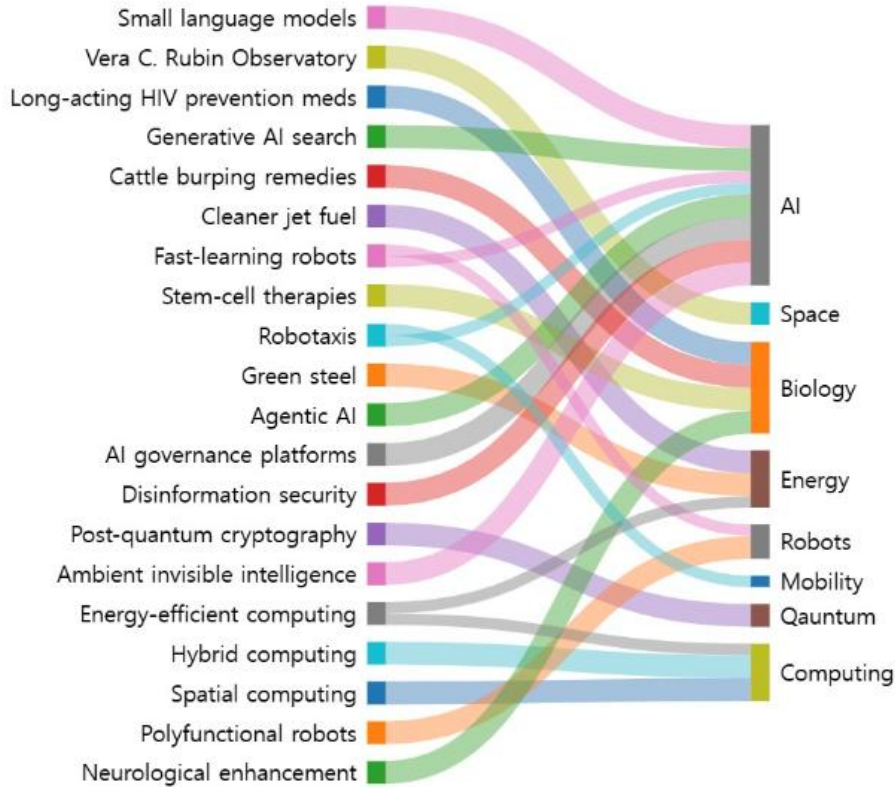 Small language models
Vera C. Rubin Observatory
Long-acting HIV prevention meds
Generative AI search
Cattle burping remedies
Cleaner jet fuel
Fast-learning robots
Stem-cell therapies
Robotaxis
Green steel
Agentic AI
AI governance platforms
Disinformation security
Post-quantum cryptography
Ambient invisible intelligence
Energy-efficient computing
Hybrid computing
Spatial computing
Polyfunctional robots
Neurological enhancement
AI
Space
Biology
Energy
Robots
Mobility
Qauntum
Computing